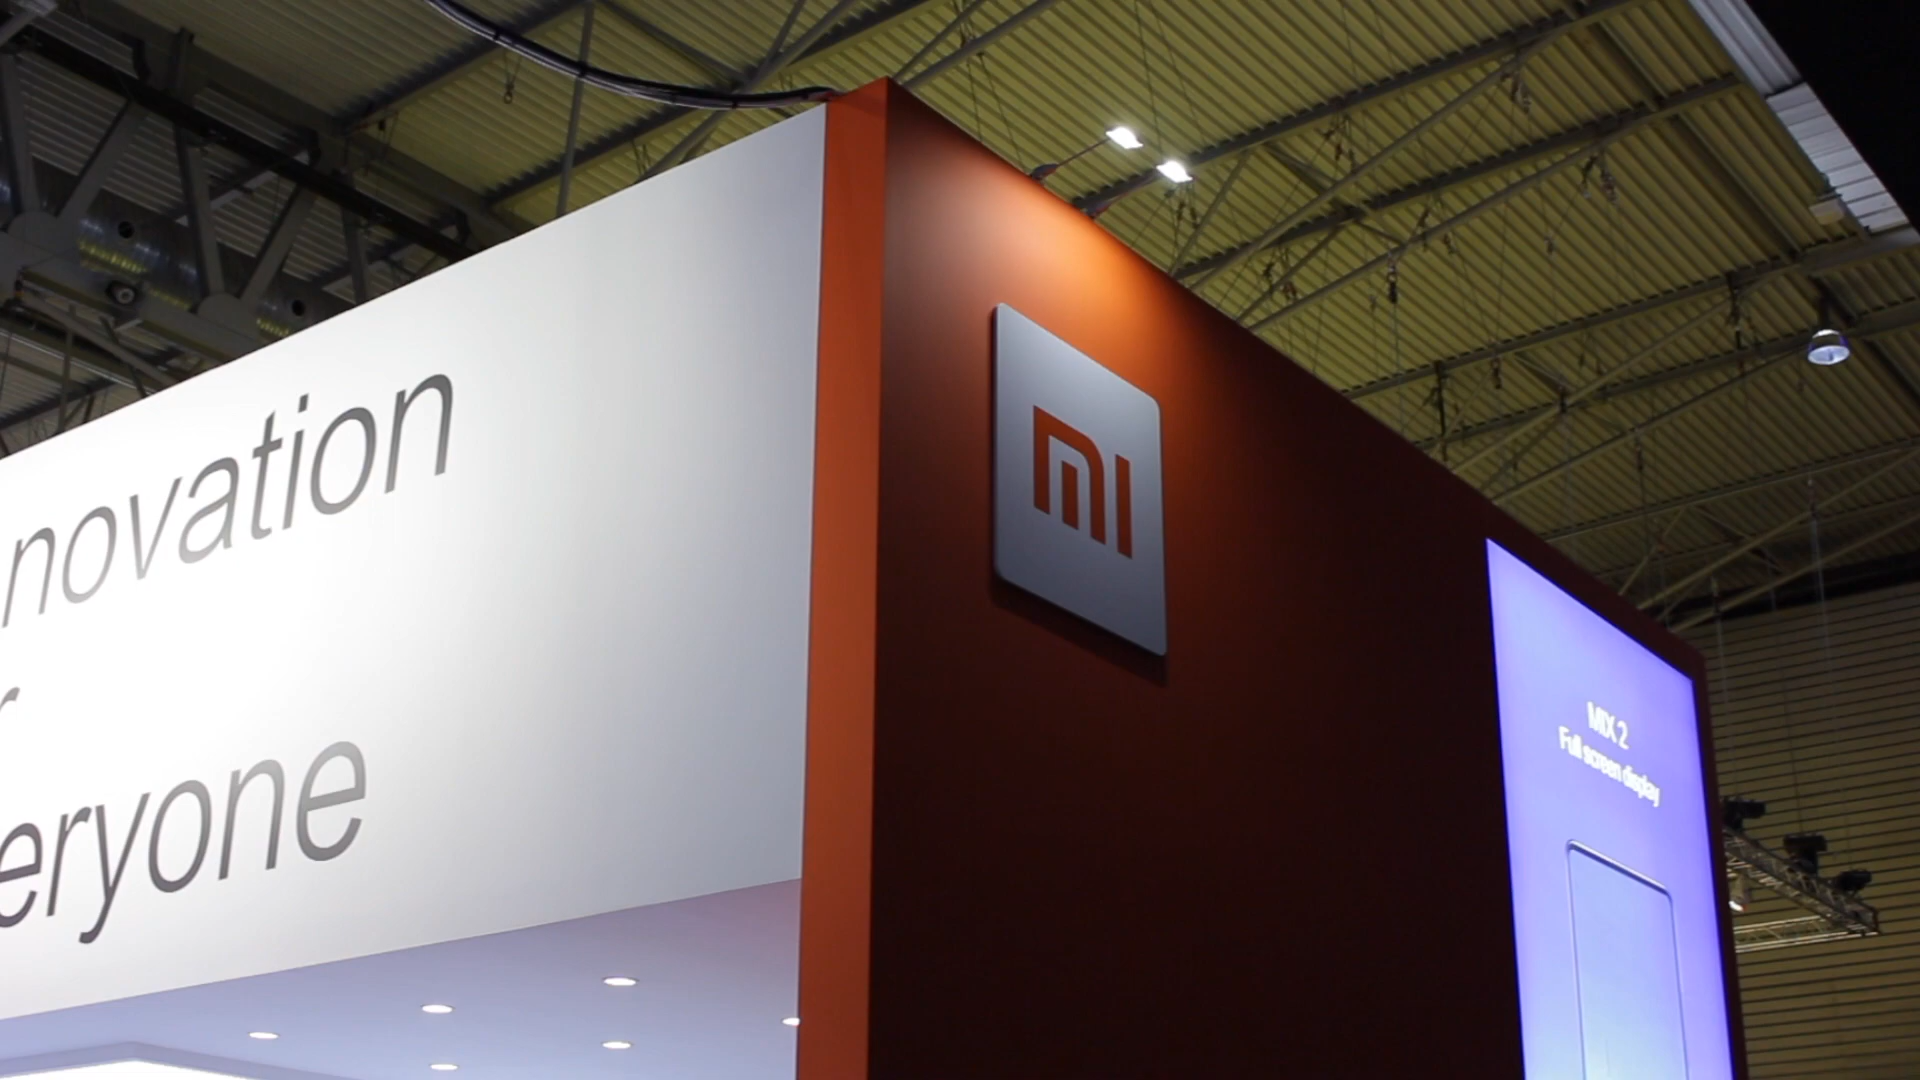 novation
r
eryone
mi
MIX 2
Full screen display